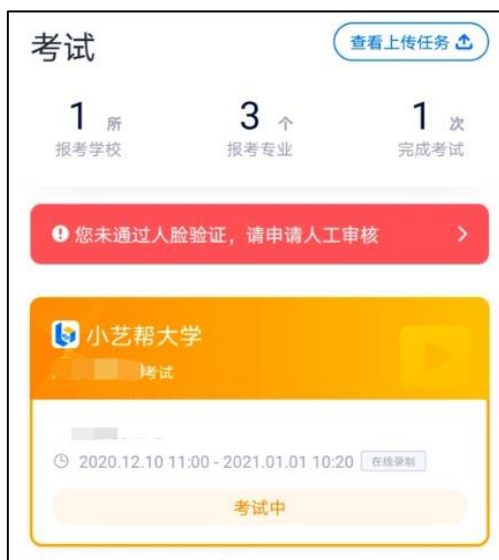 考试
查看上传任务
1 所
3 个
1 次
报考学校
报考专业
完成考试
您未通过人脸验证，请申请人工审核
小艺帮大学
考试
2020.12.10 11:00 - 2021.01.01 10:20 在线录制
考试中